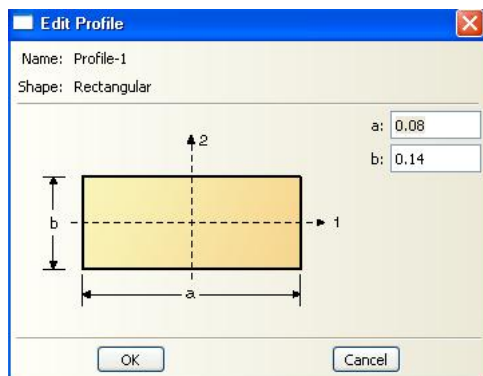 Edit Profile
Name: Profile-1
Shape: Rectangular
a: 0.08
b: 0.14
2
b
1
a
OK Cancel